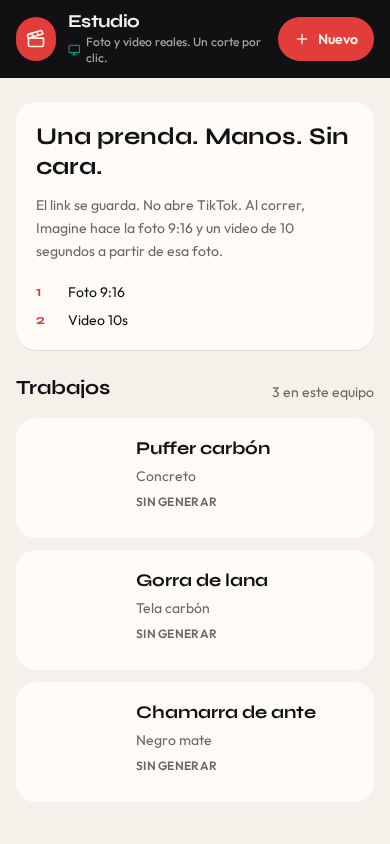 Estudio
Foto y video reales. Un corte por
clic.
Nuevo
Una prenda. Manos. Sin
cara.
El link se guarda. No abre TikTok. Al correr,
Imagine hace la foto 9:16 y un video de 10
segundos a partir de esa foto.
1 Foto 9:16
2 Video 10s
Trabajos
3 en este equipo
Puffer carbón
Concreto
SIN GENERAR
Gorra de lana
Tela carbón
SIN GENERAR
Chamarra de ante
Negro mate
SIN GENERAR